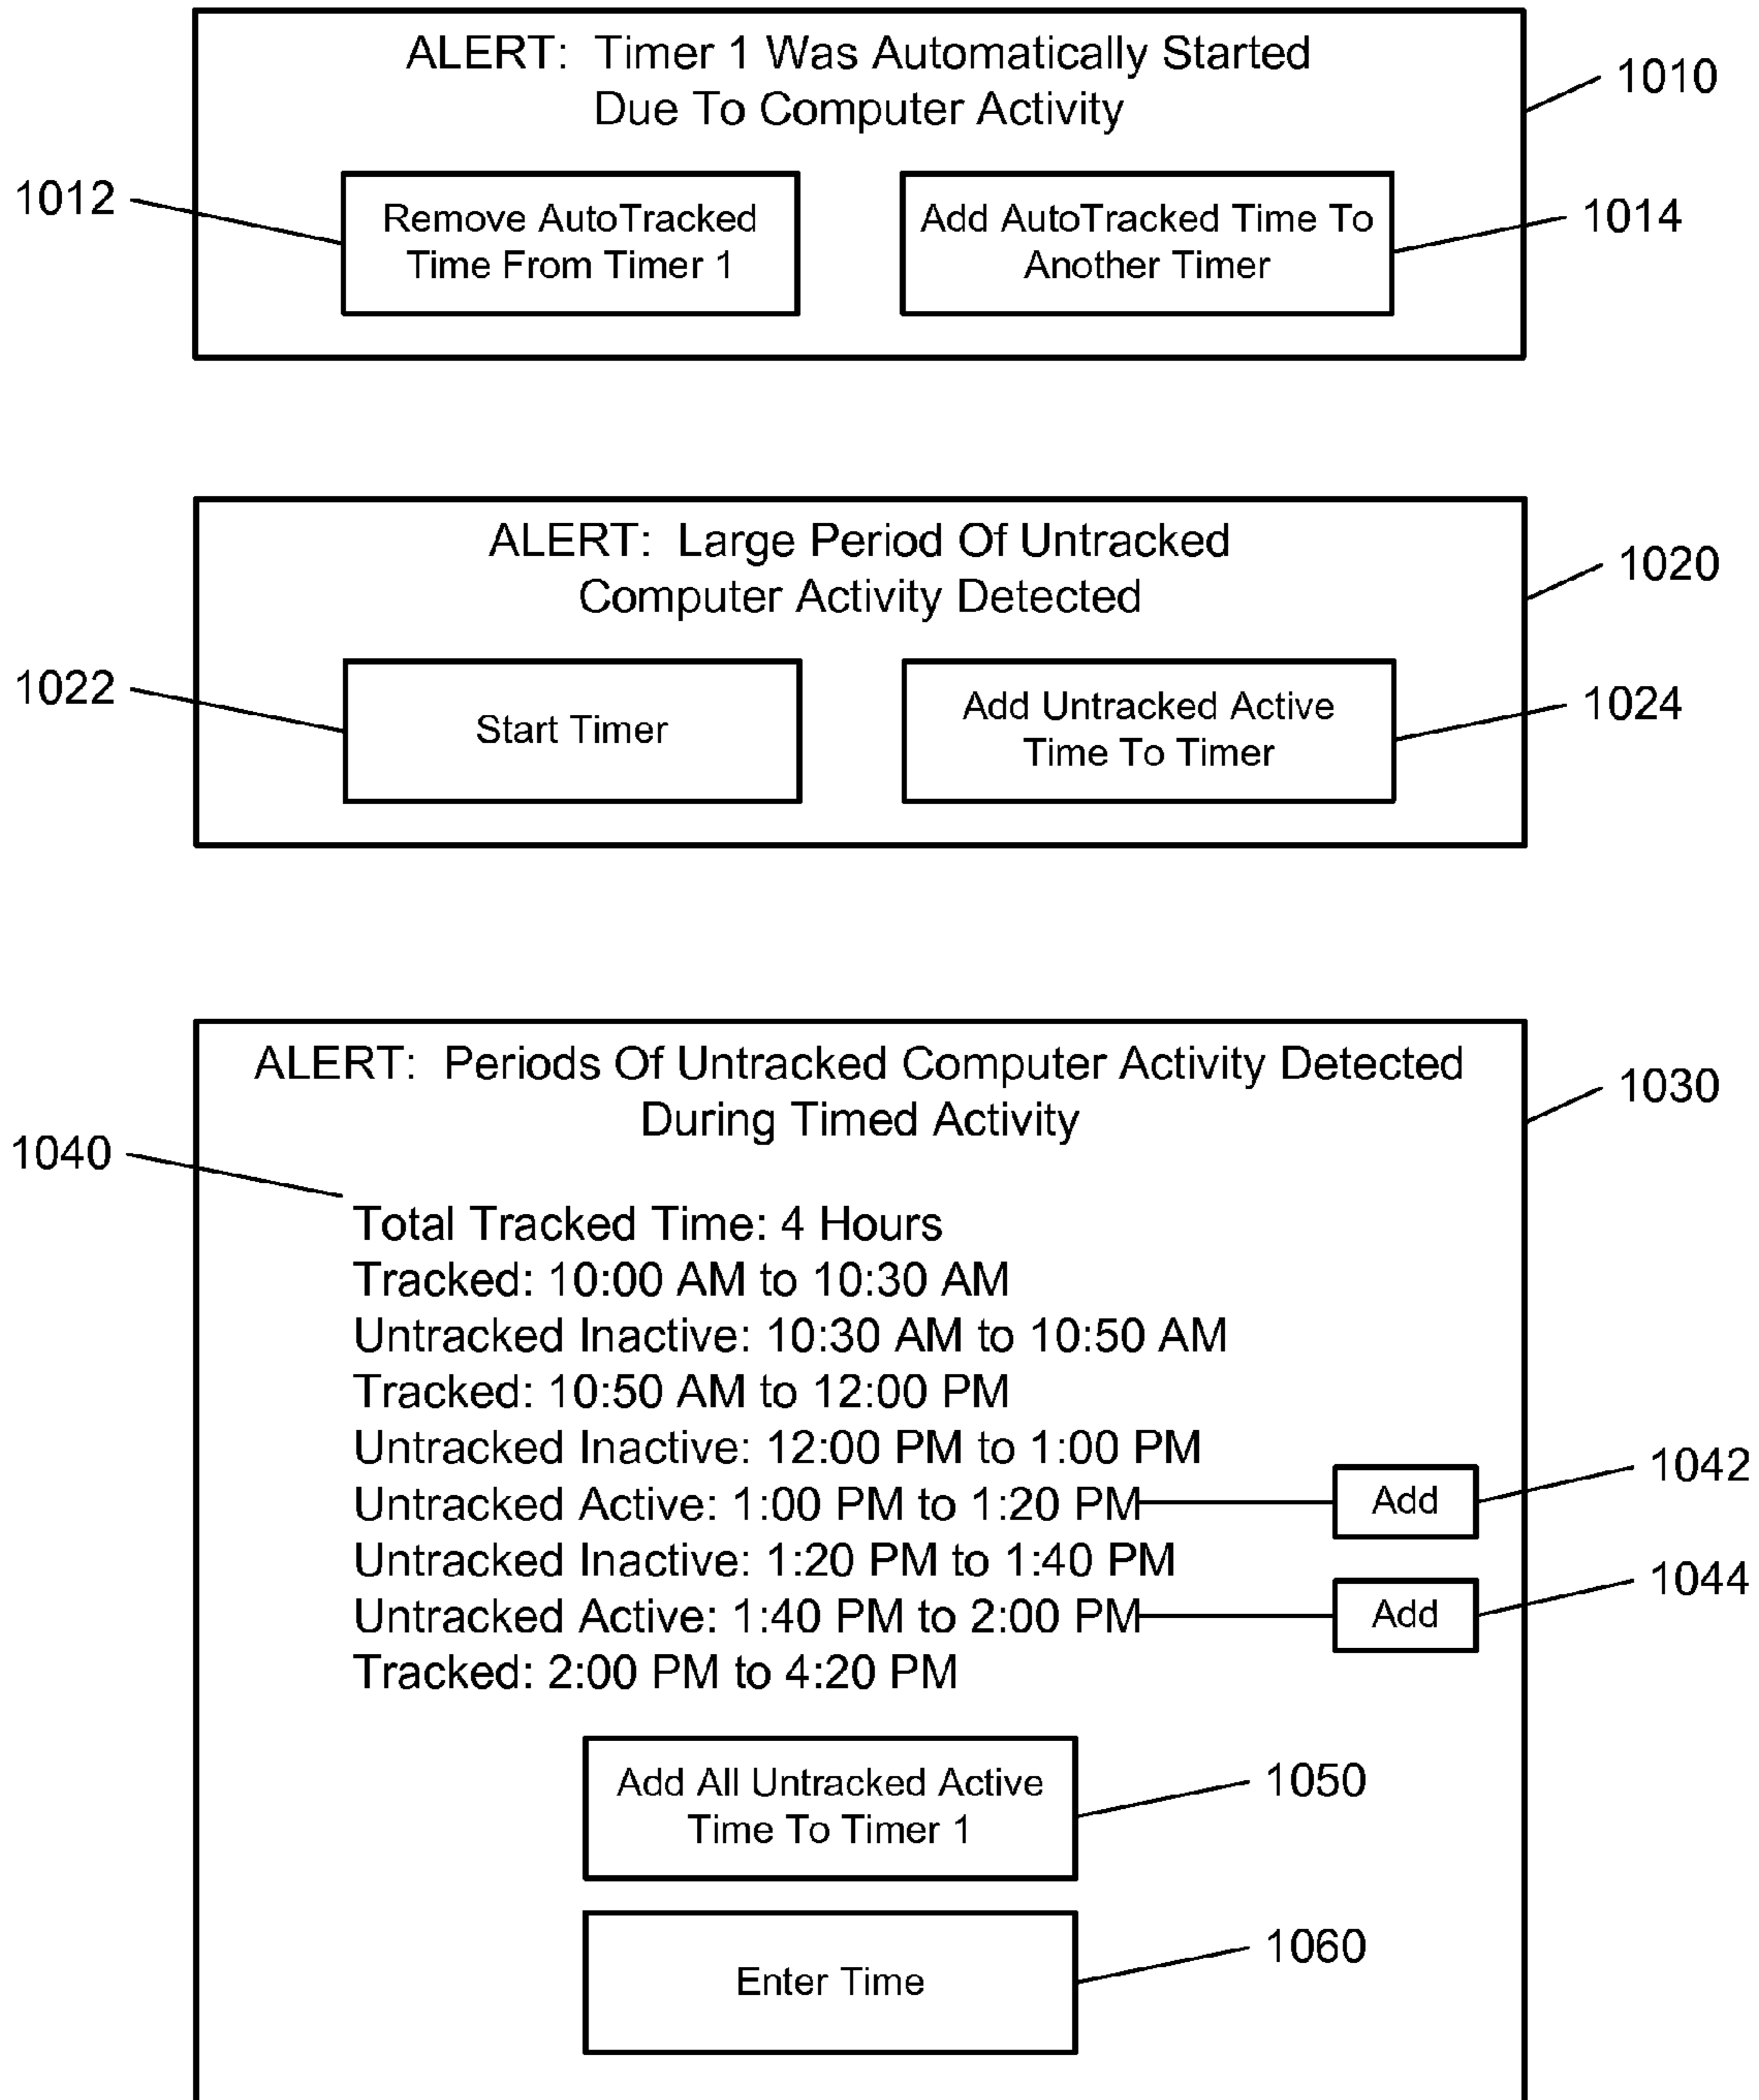 ALERT: Timer 1 Was Automatically Started
Due To Computer Activity
1010
1012
Remove AutoTracked
Time From Timer 1
Add AutoTracked Time To
Another Timer
1014
ALERT: Large Period Of Untracked
Computer Activity Detected
1020
1022
Start Timer
Add Untracked Active
Time To Timer
1024
ALERT: Periods Of Untracked Computer Activity Detected
During Timed Activity
1030
1040
Total Tracked Time: 4 Hours
Tracked: 10:00 AM to 10:30 AM
Untracked Inactive: 10:30 AM to 10:50 AM
Tracked: 10:50 AM to 12:00 PM
Untracked Inactive: 12:00 PM to 1:00 PM
Untracked Active: 1:00 PM to 1:20 PM
Add
1042
Untracked Inactive: 1:20 PM to 1:40 PM
Untracked Active: 1:40 PM to 2:00 PM
Add
1044
Tracked: 2:00 PM to 4:20 PM
Add All Untracked Active
Time To Timer 1
1050
Enter Time
1060